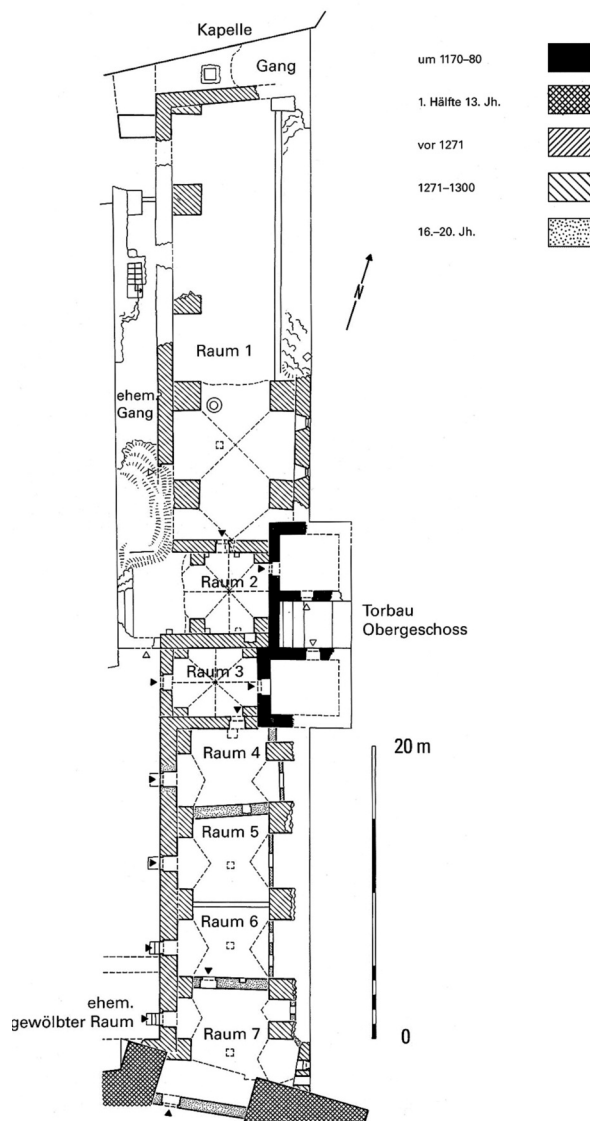 Kapelle
Gang
um 1170–80
1. Hälfte 13. Jh.
vor 1271
1271–1300
16.–20. Jh.
N
Raum 1
ehem.
Gang
Raum 2
Torbau
Obergeschoss
Raum 3
Raum 4
20 m
Raum 5
Raum 6
ehem.
gewölbter Raum
Raum 7
0